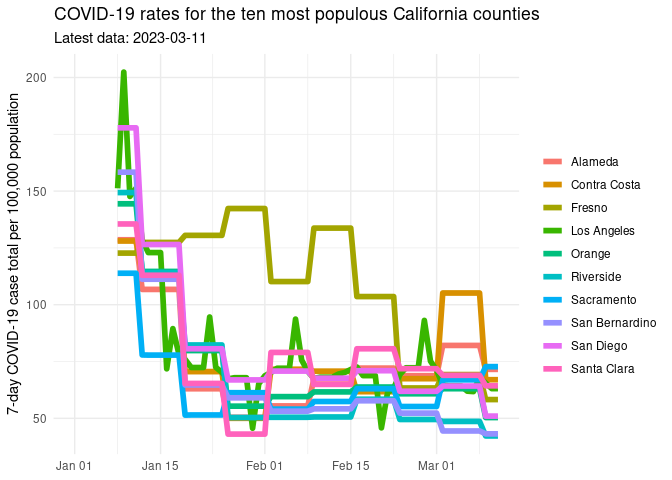 COVID-19 rates for the ten most populous California counties
Latest data: 2023-03-11
7-day COVID-19 case total per 100,000 population
200
150
100
50
Jan 01
Jan 15
Feb 01
Feb 15
Mar 01
Alameda
Contra Costa
Fresno
Los Angeles
Orange
Riverside
Sacramento
San Bernardino
San Diego
Santa Clara